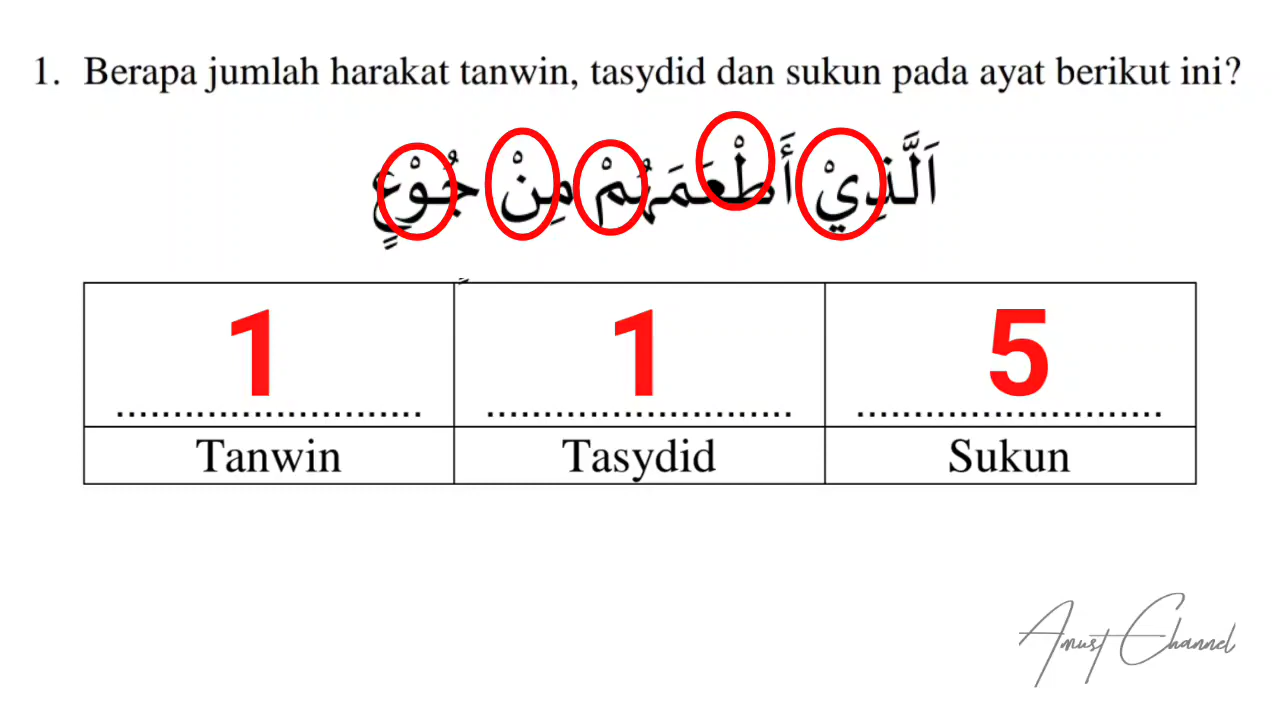 1. Berapa jumlah harakat tanwin, tasydid dan sukun pada ayat berikut ini?
اَلَّذِيْ أَطْعَمَهُمْ مِنْ جُوْعٍ
1 1 5
............................ ............................ ............................
Tanwin Tasydid Sukun
Amust Channel